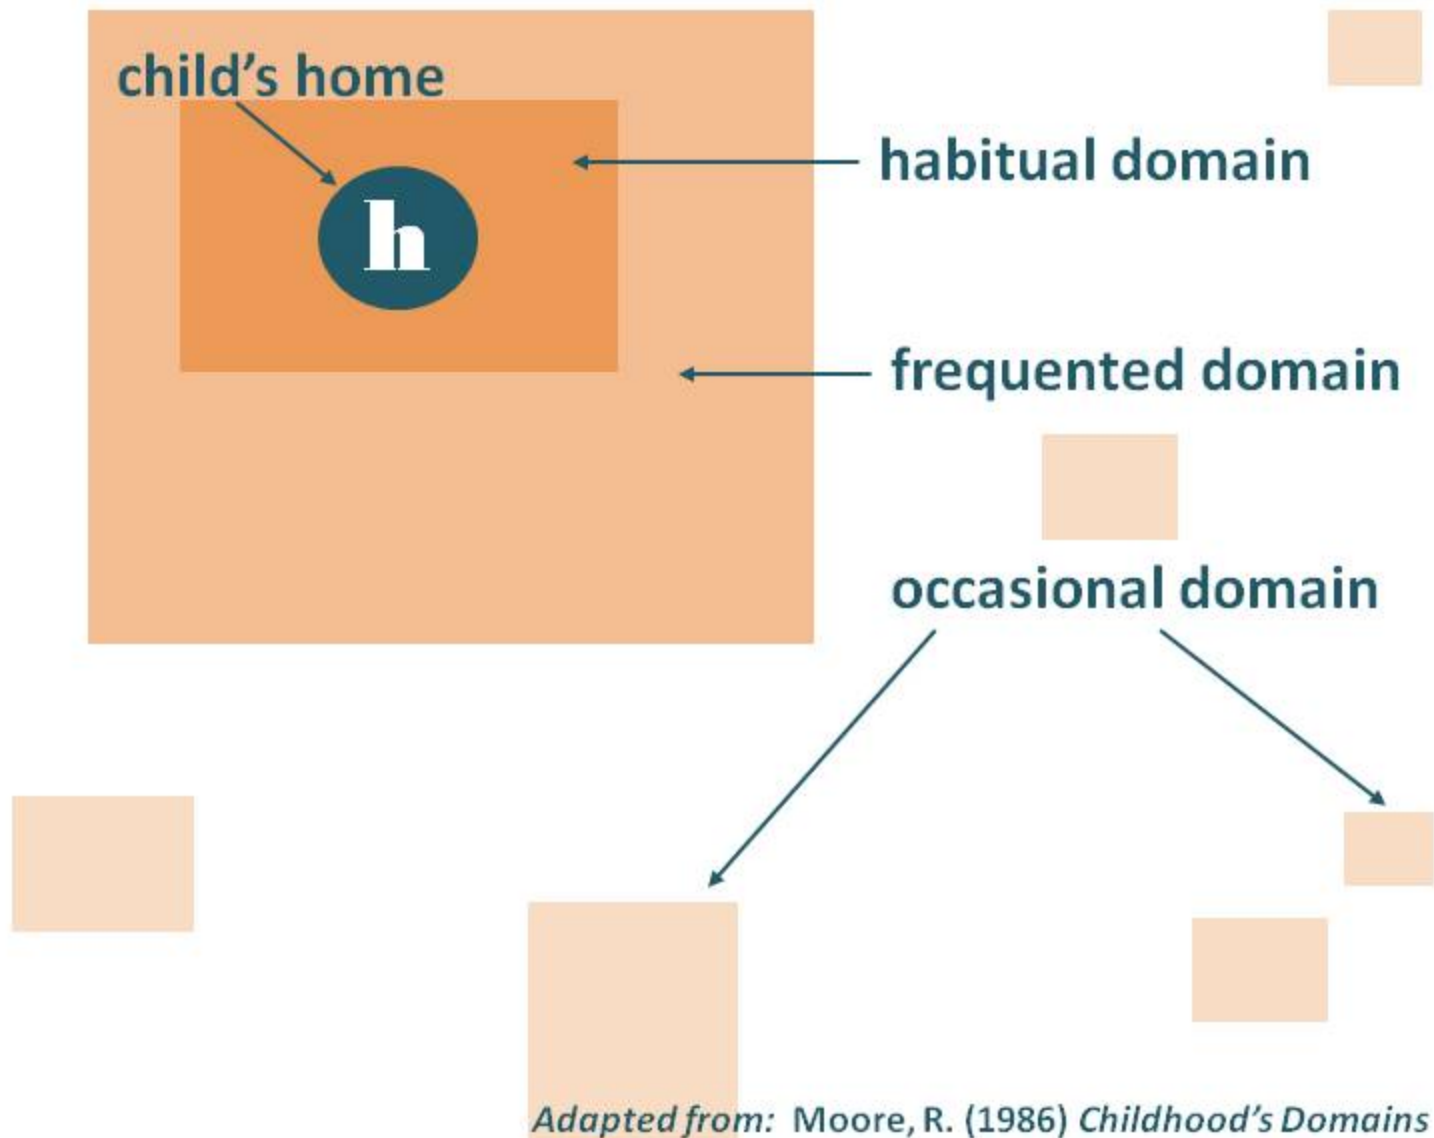 child's home
habitual domain
h
frequented domain
occasional domain
Adapted from: Moore, R. (1986) Childhood's Domains